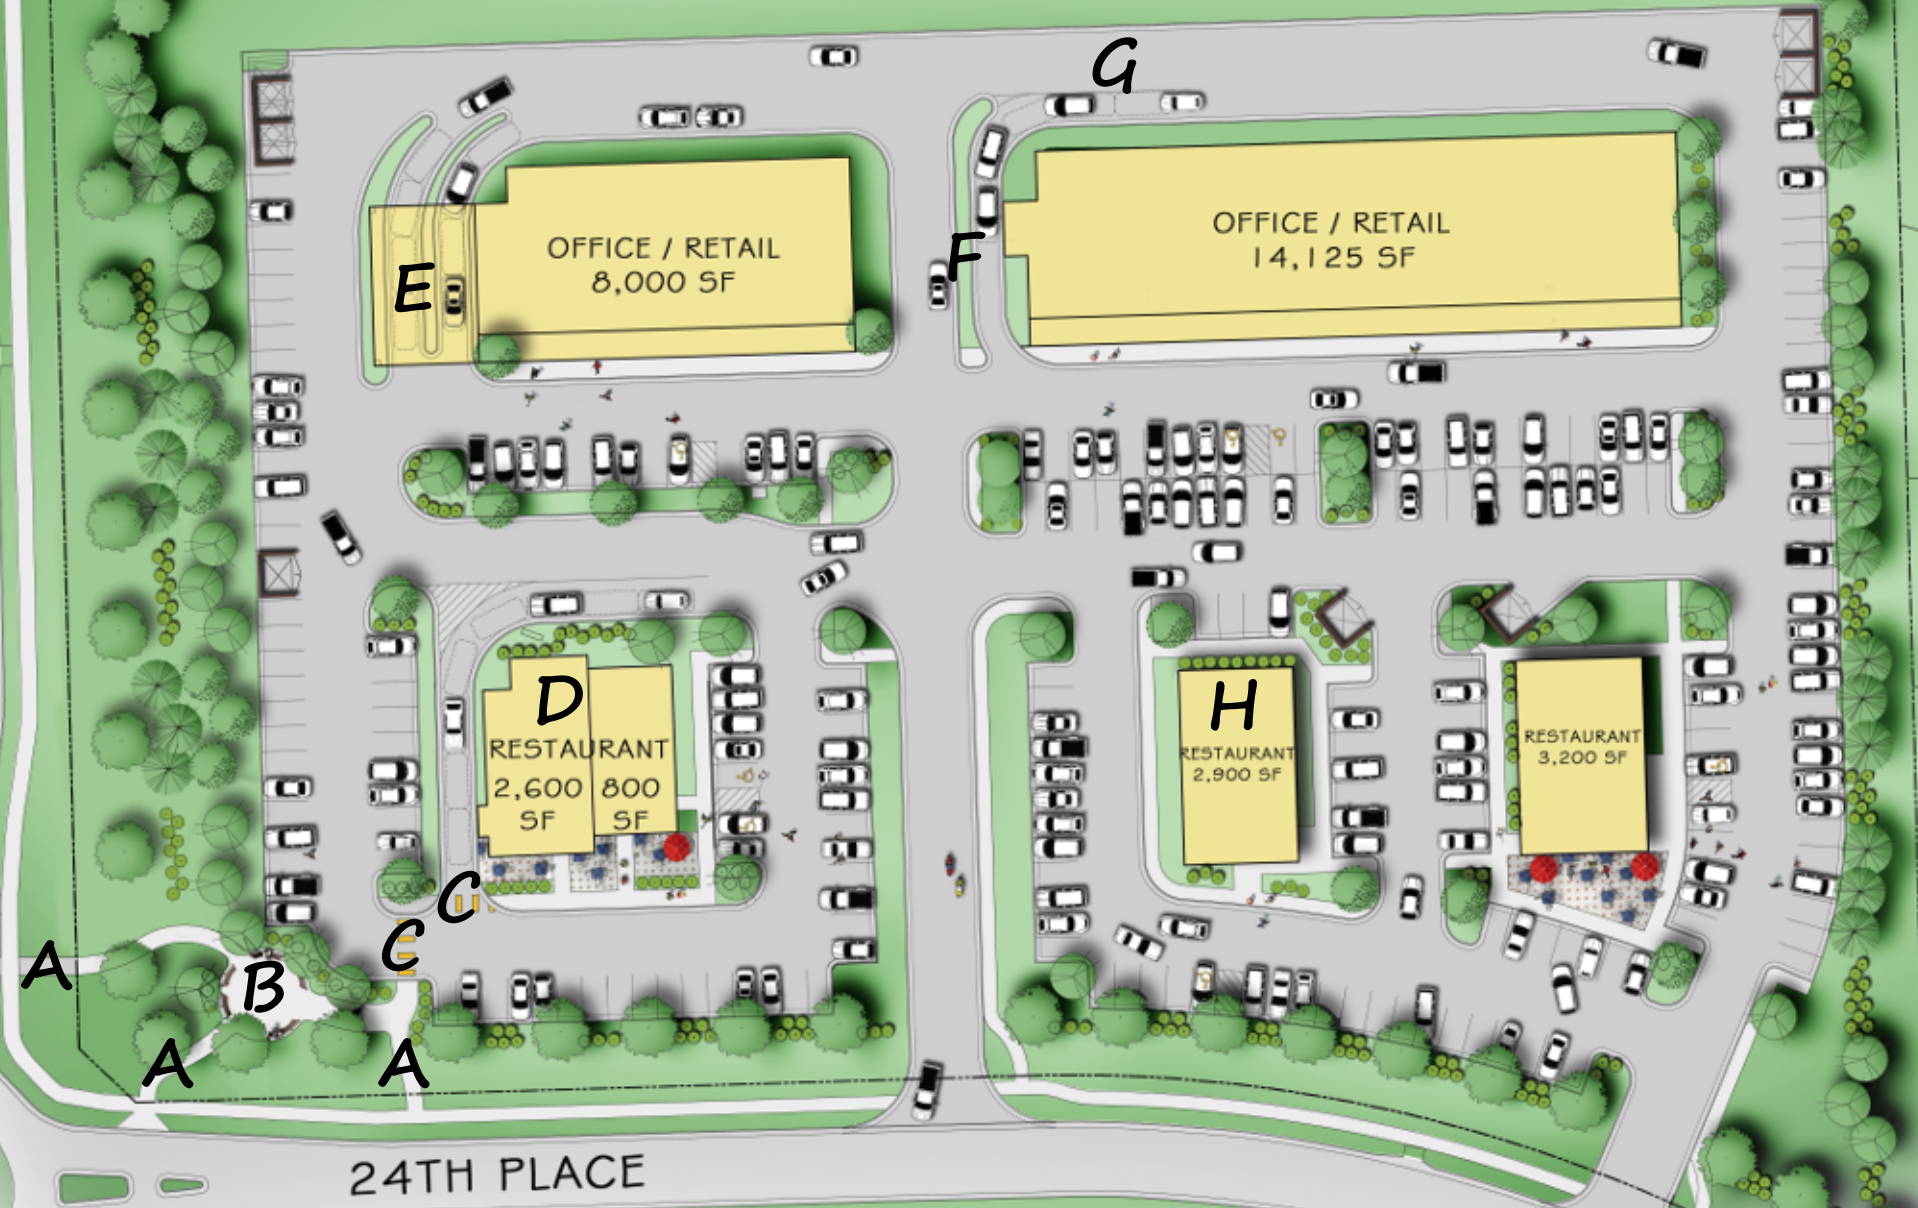 G
E
OFFICE / RETAIL
8,000 SF
F
OFFICE / RETAIL
14,125 SF
D
RESTAURANT
2,600 SF
800 SF
H
RESTAURANT
2,900 SF
RESTAURANT
3,200 SF
C
C
A
B
A
A
24TH PLACE